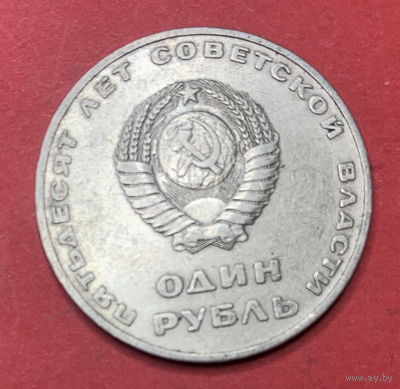 ПЯТЬДЕСЯТ ЛЕТ СОВЕТСКОЙ ВЛАСТИ
ОДИН
РУБЛЬ
www.ay.by